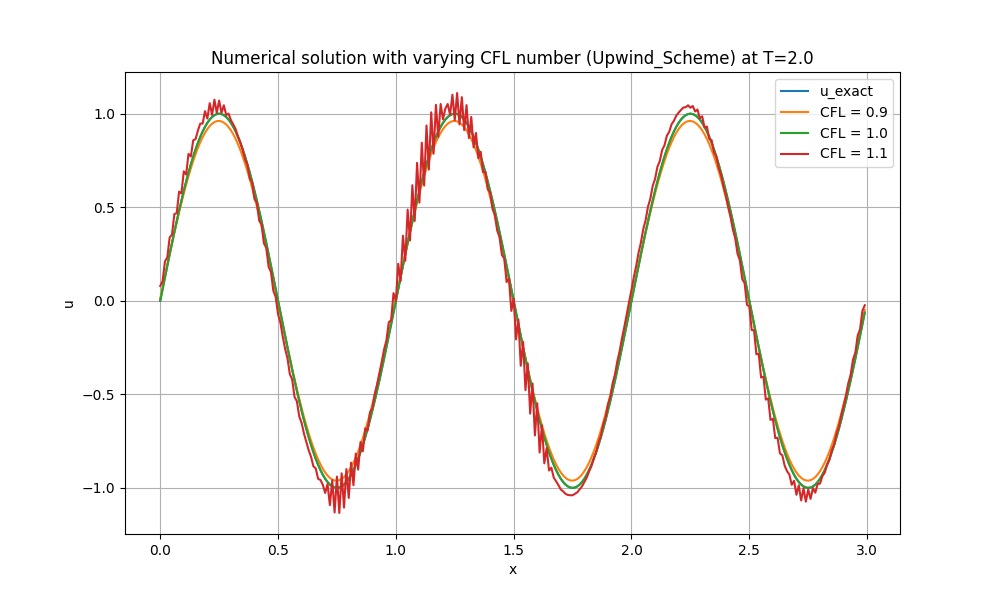 Numerical solution with varying CFL number (Upwind_Scheme) at T=2.0
u_exact
CFL = 0.9
CFL = 1.0
CFL = 1.1
1.0
0.5
0.0
−0.5
−1.0
u
0.0 0.5 1.0 1.5 2.0 2.5 3.0
x